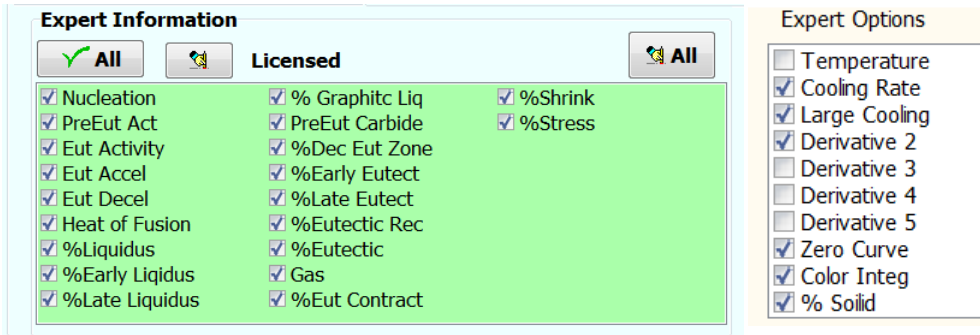 Expert Information
All
Licensed
All
Nucleation
PreEut Act
Eut Activity
Eut Accel
Eut Decel
Heat of Fusion
%Liquidus
%Early Liqidus
%Late Liquidus
% Graphitc Liq
PreEut Carbide
%Dec Eut Zone
%Early Eutect
%Late Eutect
%Eutectic Rec
%Eutectic
Gas
%Eut Contract
%Shrink
%Stress
Expert Options
Temperature
Cooling Rate
Large Cooling
Derivative 2
Derivative 3
Derivative 4
Derivative 5
Zero Curve
Color Integ
% Soilid